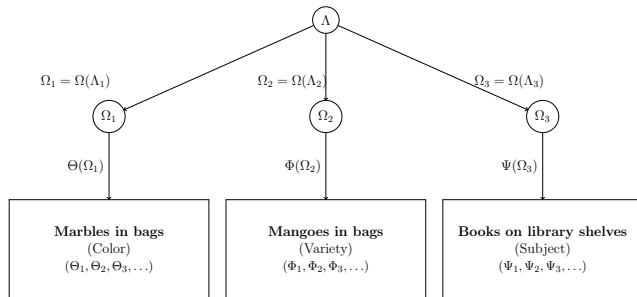 Λ
Ω₁ = Ω(Λ₁)
Ω₂ = Ω(Λ₂)
Ω₃ = Ω(Λ₃)
Ω₁
Ω₂
Ω₃
Θ(Ω₁)
Φ(Ω₂)
Ψ(Ω₃)
Marbles in bags
(Color)
(Θ₁, Θ₂, Θ₃, …)
Mangoes in bags
(Variety)
(Φ₁, Φ₂, Φ₃, …)
Books on library shelves
(Subject)
(Ψ₁, Ψ₂, Ψ₃, …)